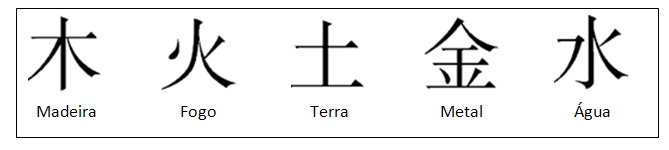 木 火 土 金 水
Madeira Fogo Terra Metal Água